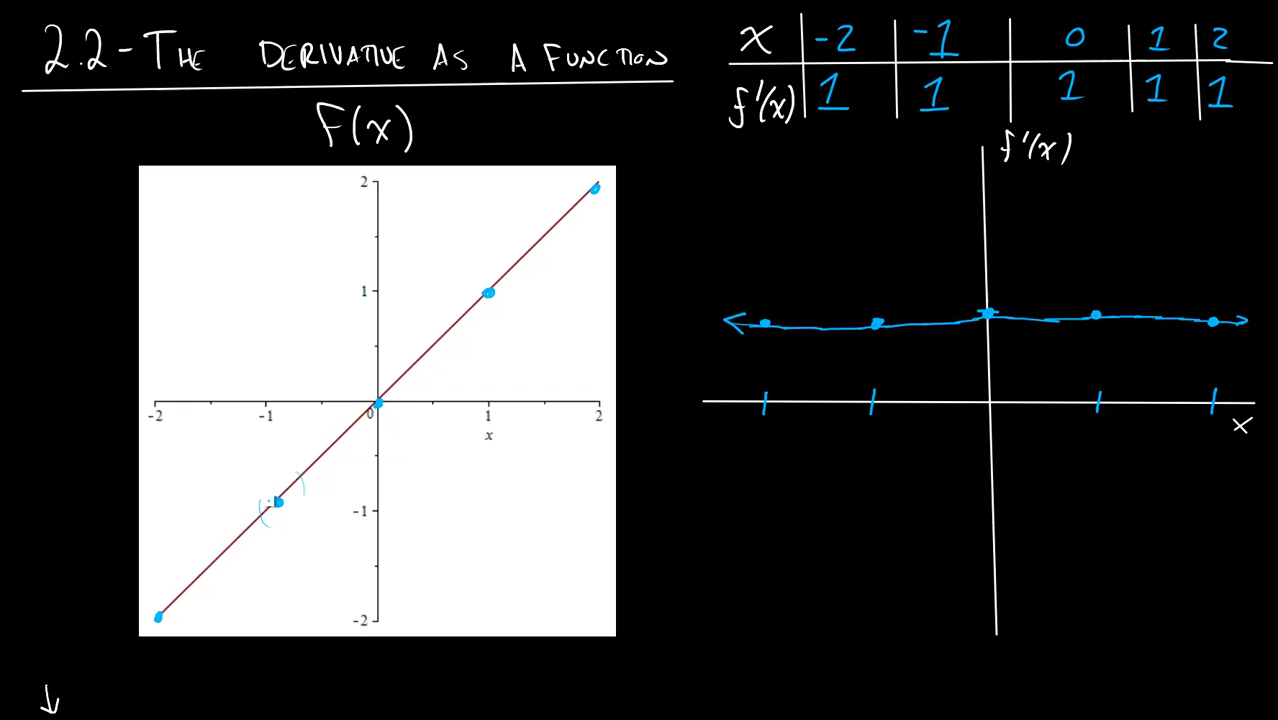 2.2-THE DERIVATIVE AS A FUNCTION
F(x)
x -2 -1 0 1 2
f'(x) 1 1 1 1 1
f'(x)
2
1
-2 -1 0 1 2
x
-1
-2
x